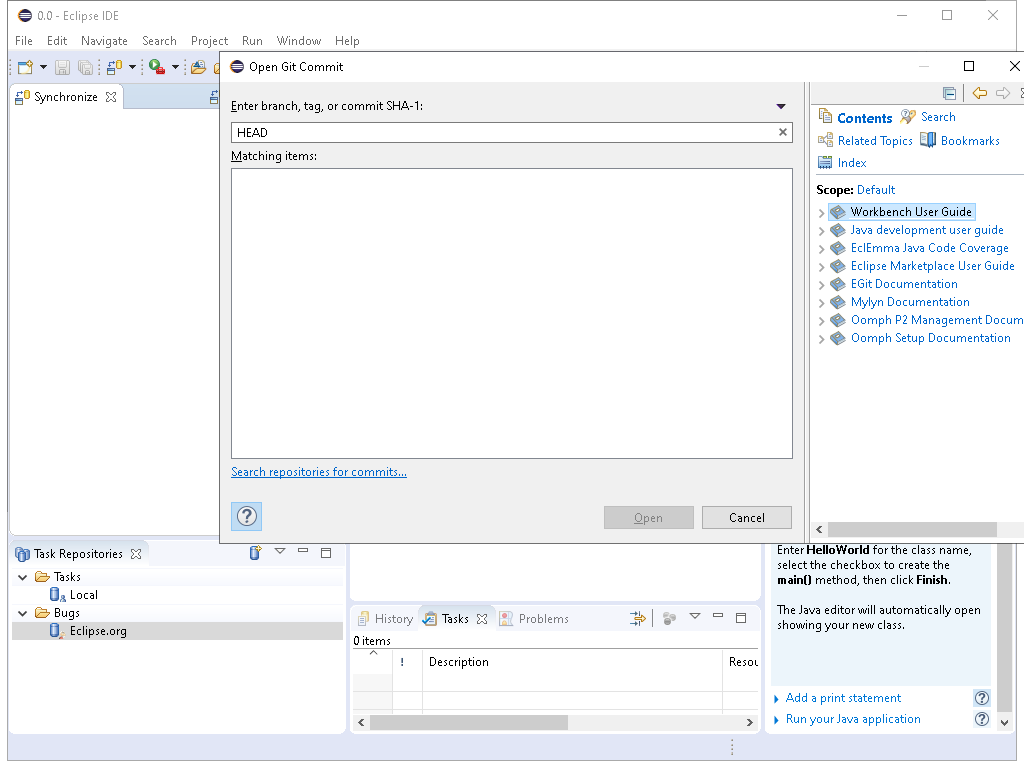 0.0 - Eclipse IDE
File Edit Navigate Search Project Run Window Help
Open Git Commit
Synchronize
Enter branch, tag, or commit SHA-1:
HEAD
Matching items:
Search repositories for commits...
Open Cancel
Contents Search
Related Topics Bookmarks
Index
Scope: Default
Workbench User Guide
Java development user guide
EclEmma Java Code Coverage
Eclipse Marketplace User Guide
EGit Documentation
Mylyn Documentation
Oomph P2 Management Docum
Oomph Setup Documentation
Task Repositories
Tasks
Local
Bugs
Eclipse.org
History Tasks Problems
0 items
! Description Resou
Enter HelloWorld for the class name,
select the checkbox to create the
main() method, then click Finish.
The Java editor will automatically open
showing your new class.
Add a print statement
Run your Java application